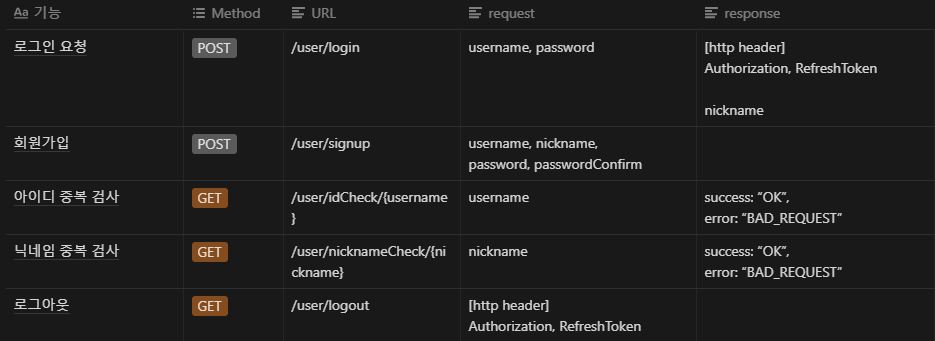 Aa 기능 Method URL request response
로그인 요청 POST /user/login username, password [http header]
Authorization, RefreshToken
nickname
회원가입 POST /user/signup username, nickname,
password, passwordConfirm
아이디 중복 검사 GET /user/idCheck/{username username success: “OK”,
} error: “BAD_REQUEST”
닉네임 중복 검사 GET /user/nicknameCheck/{ni nickname success: “OK”,
ckname} error: “BAD_REQUEST”
로그아웃 GET /user/logout [http header]
Authorization, RefreshToken